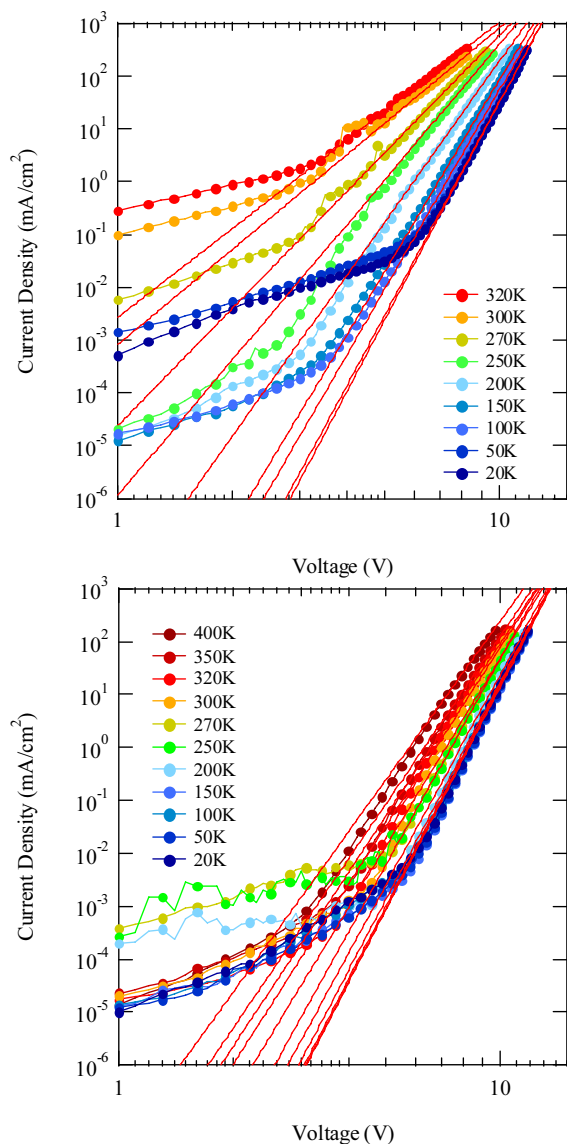 10³
10²
10¹
10⁰
10⁻¹
10⁻²
10⁻³
10⁻⁴
10⁻⁵
10⁻⁶
Current Density (mA/cm²)
320K
300K
270K
250K
200K
150K
100K
50K
20K
1
10
Voltage (V)
10³
10²
10¹
10⁰
10⁻¹
10⁻²
10⁻³
10⁻⁴
10⁻⁵
10⁻⁶
Current Density (mA/cm²)
400K
350K
320K
300K
270K
250K
200K
150K
100K
50K
20K
1
10
Voltage (V)